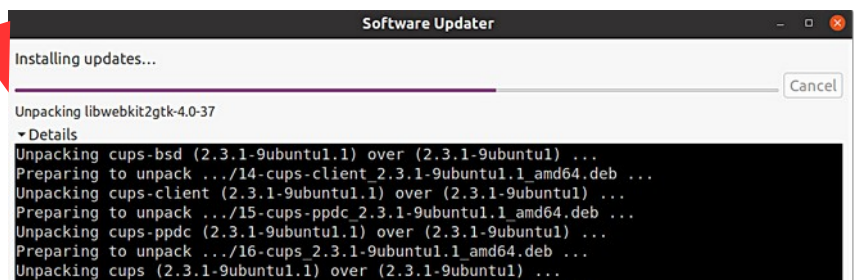 Software Updater
Installing updates...
Cancel
Unpacking libwebkit2gtk-4.0-37
Details
Unpacking cups-bsd (2.3.1-9ubuntu1.1) over (2.3.1-9ubuntu1) ...
Preparing to unpack .../14-cups-client_2.3.1-9ubuntu1.1_amd64.deb ...
Unpacking cups-client (2.3.1-9ubuntu1.1) over (2.3.1-9ubuntu1) ...
Preparing to unpack .../15-cups-ppdc_2.3.1-9ubuntu1.1_amd64.deb ...
Unpacking cups-ppdc (2.3.1-9ubuntu1.1) over (2.3.1-9ubuntu1) ...
Preparing to unpack .../16-cups_2.3.1-9ubuntu1.1_amd64.deb ...
Unpacking cups (2.3.1-9ubuntu1.1) over (2.3.1-9ubuntu1) ...